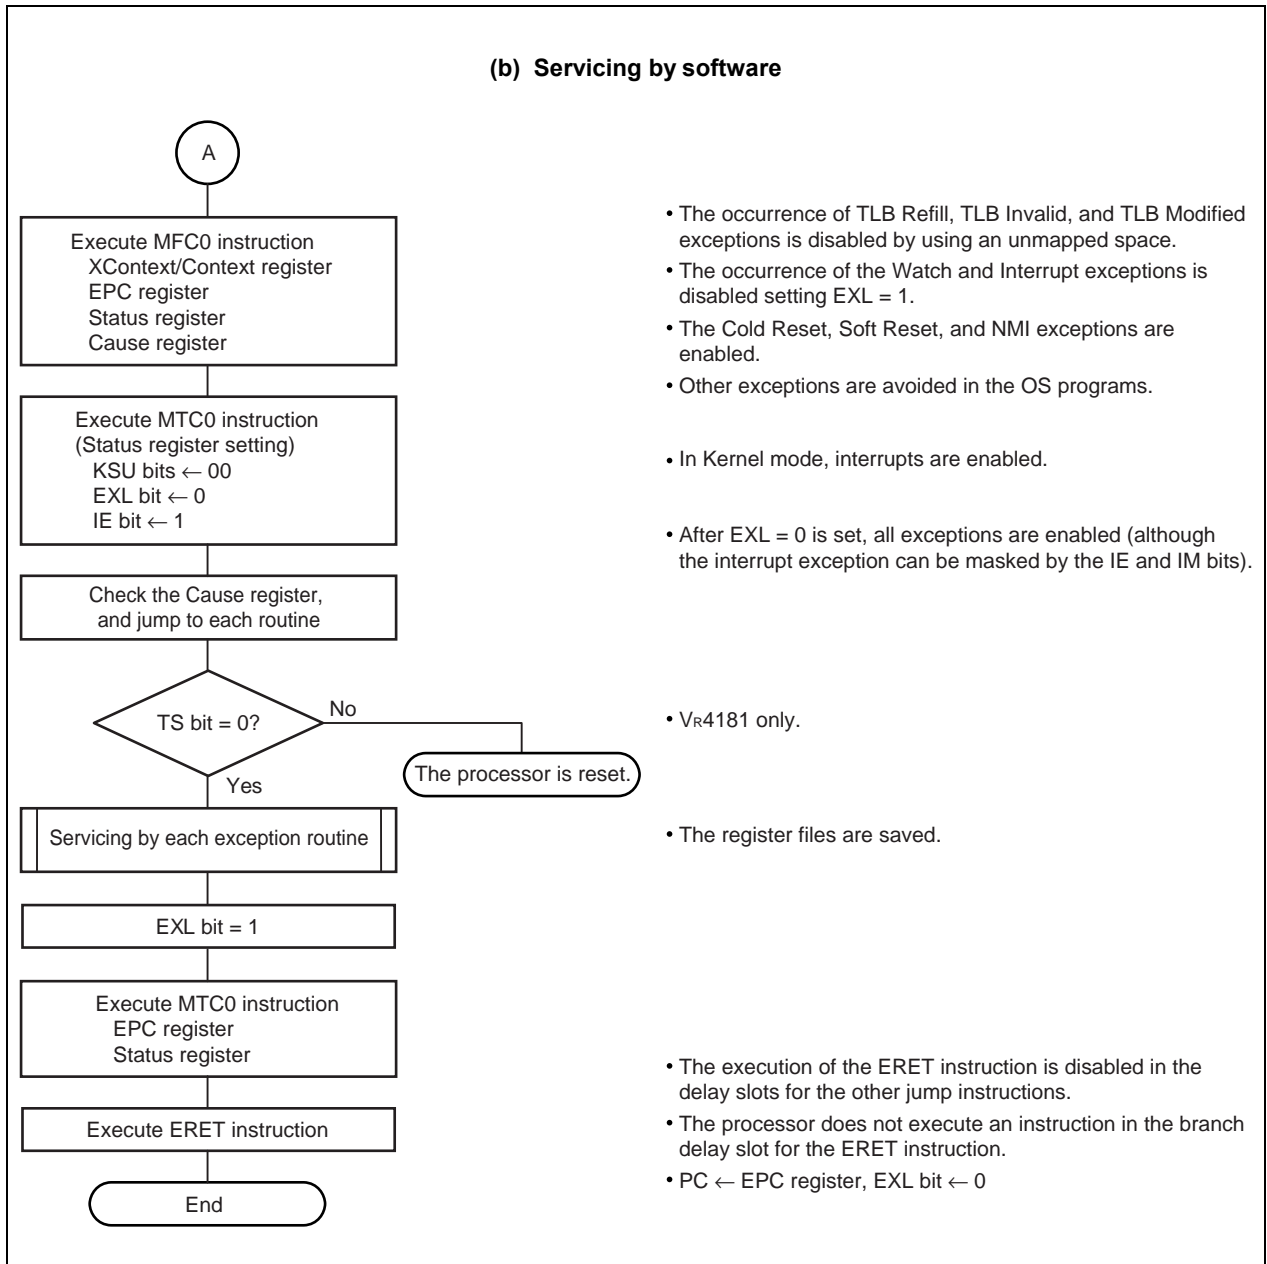 (b) Servicing by software
A
Execute MFC0 instruction
XContext/Context register
EPC register
Status register
Cause register
• The occurrence of TLB Refill, TLB Invalid, and TLB Modified
exceptions is disabled by using an unmapped space.
• The occurrence of the Watch and Interrupt exceptions is
disabled setting EXL = 1.
• The Cold Reset, Soft Reset, and NMI exceptions are
enabled.
• Other exceptions are avoided in the OS programs.
Execute MTC0 instruction
(Status register setting)
KSU bits ← 00
EXL bit ← 0
IE bit ← 1
• In Kernel mode, interrupts are enabled.
• After EXL = 0 is set, all exceptions are enabled (although
the interrupt exception can be masked by the IE and IM bits).
Check the Cause register,
and jump to each routine
TS bit = 0?
No
• VR4181 only.
The processor is reset.
Yes
Servicing by each exception routine
• The register files are saved.
EXL bit = 1
Execute MTC0 instruction
EPC register
Status register
• The execution of the ERET instruction is disabled in the
delay slots for the other jump instructions.
Execute ERET instruction
• The processor does not execute an instruction in the branch
delay slot for the ERET instruction.
• PC ← EPC register, EXL bit ← 0
End